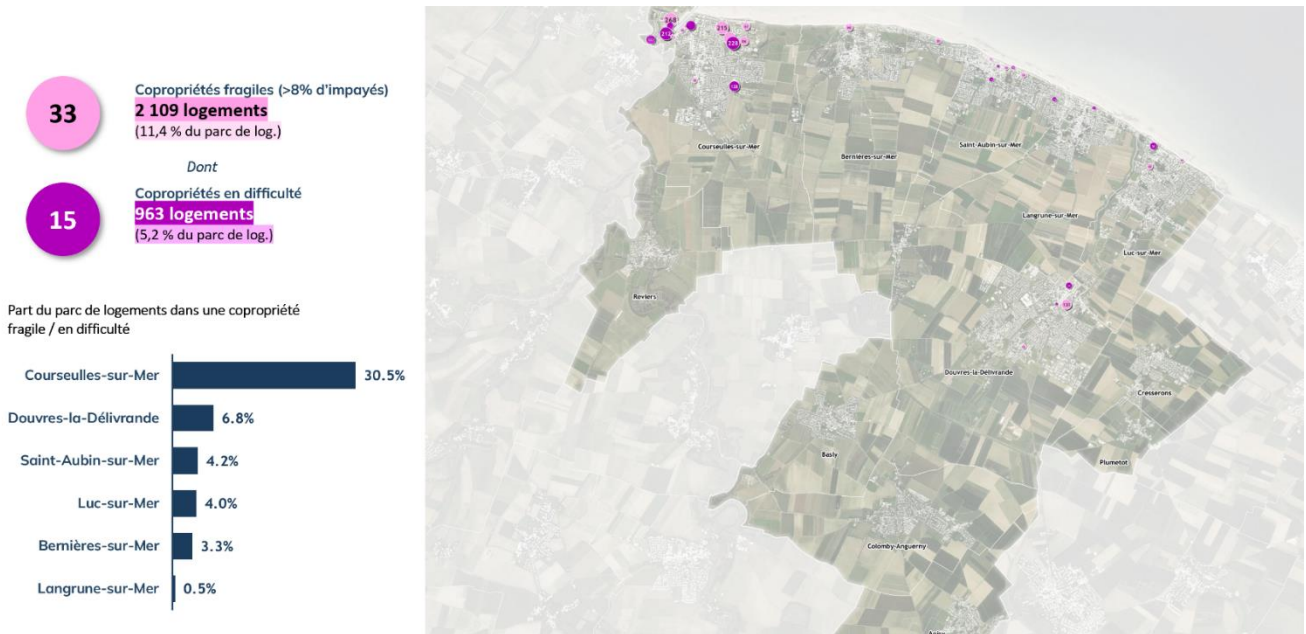 33
Copropriétés fragiles (>8% d'impayés)
2 109 logements
(11,4 % du parc de log.)
Dont
15
Copropriétés en difficulté
963 logements
(5,2 % du parc de log.)
Part du parc de logements dans une copropriété
fragile / en difficulté
Courseulles-sur-Mer 30.5%
Douvres-la-Délivrande 6.8%
Saint-Aubin-sur-Mer 4.2%
Luc-sur-Mer 4.0%
Bernières-sur-Mer 3.3%
Langrune-sur-Mer 0.5%
268
212
215
220
Courseulles-sur-Mer
Bernières-sur-Mer
Saint-Aubin-sur-Mer
Langrune-sur-Mer
Luc-sur-Mer
Reviers
Douvres-la-Délivrande
Cresserons
Plumetot
Basly
Colomby-Anguerny